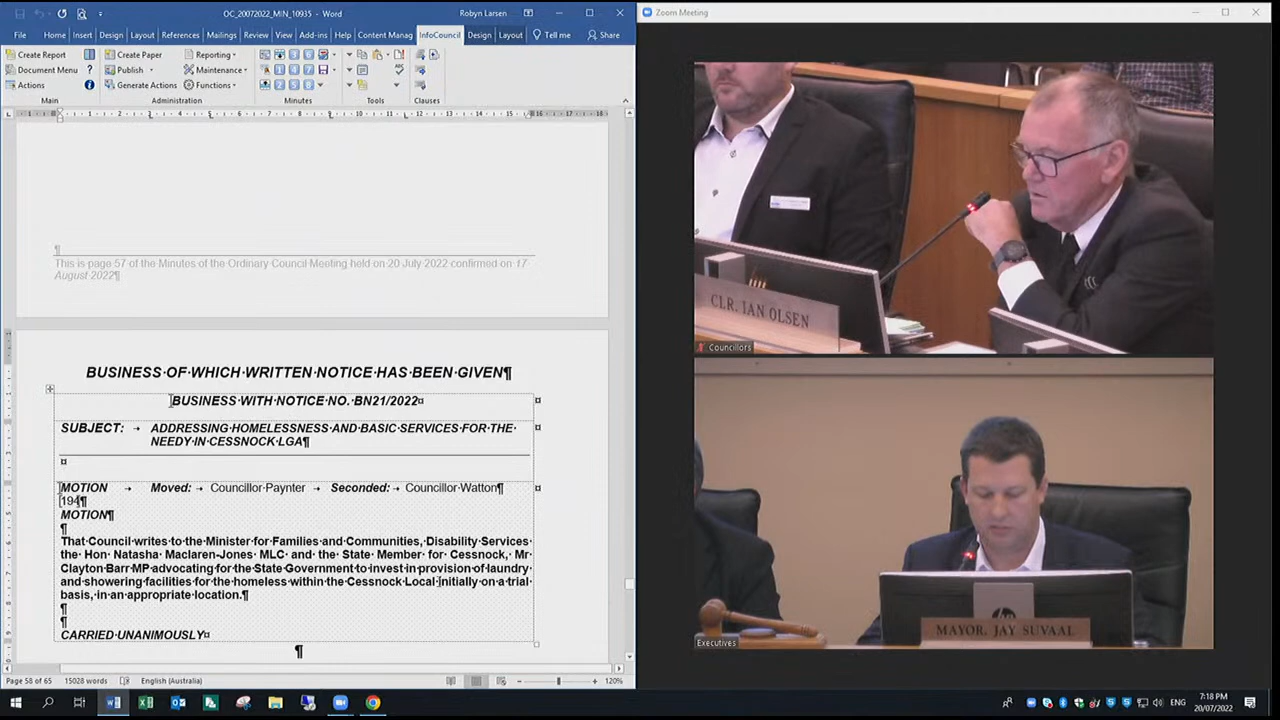 OC_20072022_MIN_10935 - Word
Robyn Larsen
Zoom Meeting
File Home Insert Design Layout References Mailings Review View Add-ins Help Content Manag InfoCouncil Design Layout Tell me Share
Create Report
Document Menu
Actions
Main
Create Paper
Publish
Generate Actions
Reporting
Maintenance
Functions
Administration
Minutes
Tools
Clauses
This is page 57 of the Minutes of the Ordinary Council Meeting held on 20 July 2022 confirmed on 17
August 2022¶
BUSINESS·OF·WHICH·WRITTEN·NOTICE·HAS·BEEN·GIVEN¶
BUSINESS·WITH·NOTICE·NO.·BN21/2022¤
SUBJECT: → ADDRESSING·HOMELESSNESS·AND·BASIC·SERVICES·FOR·THE·
NEEDY·IN·CESSNOCK·LGA¶
¤
MOTION → Moved: → Councillor·Paynter → Seconded: → Councillor·Watton¶
194¶
MOTION¶
¶
That·Council·writes·to·the·Minister·for·Families·and·Communities,·Disability·Services·
the· Hon· Natasha· Maclaren-Jones· MLC· and· the· State· Member· for· Cessnock,· Mr·
Clayton·Barr·MP·advocating·for·the·State·Government·to·invest·in·provision·of·laundry·
and·showering·facilities·for·the·homeless·within·the·Cessnock·Local·initially·on·a·trial·
basis,·in·an·appropriate·location.¶
¶
¶
CARRIED·UNANIMOUSLY¤
¶
Page 58 of 65 15028 words English (Australia) 120%
CLR. IAN OLSEN
Councillors
MAYOR. JAY SUVAAL
Executives
ENG
7:18 PM
20/07/2022